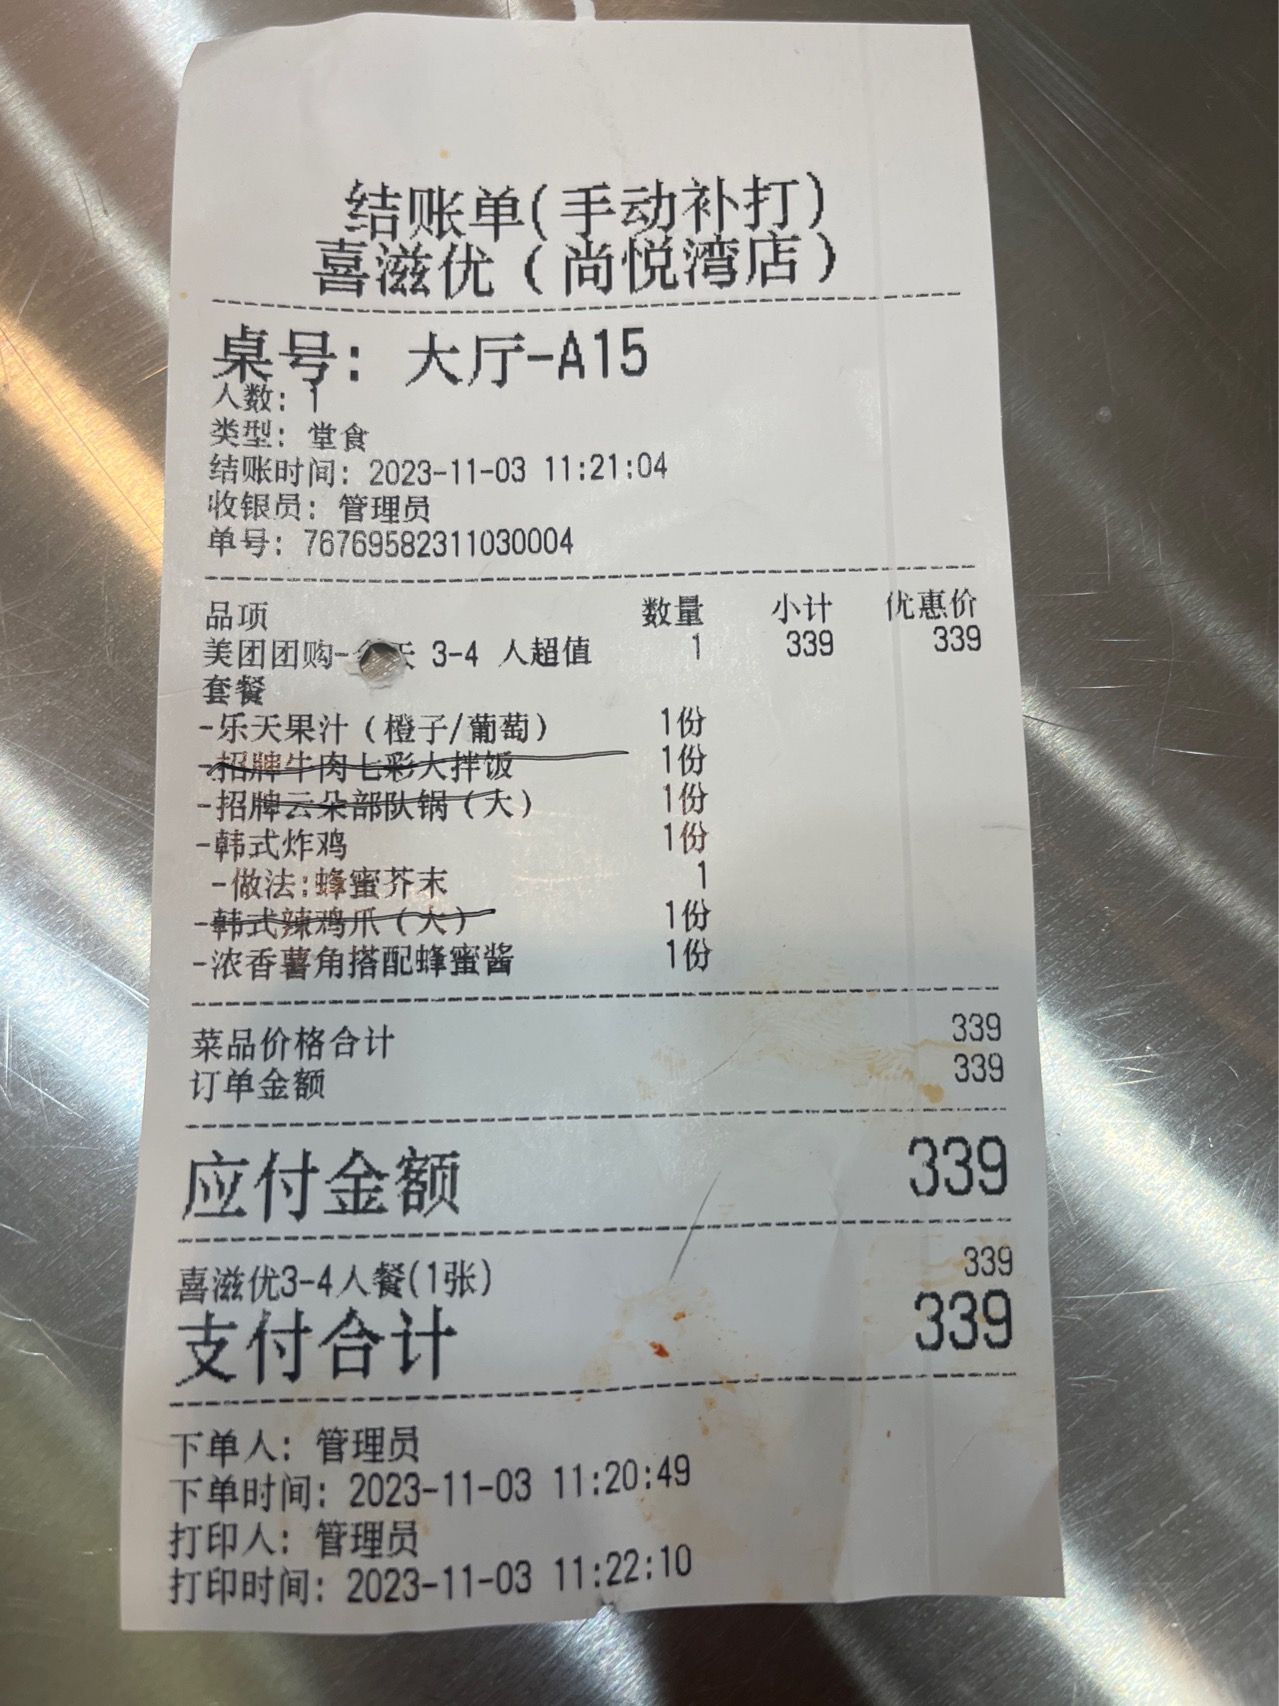 结账单(手动补打)
喜滋优（尚悦湾店）
桌号: 大厅-A15
人数: 1
类型: 堂食
结账时间: 2023-11-03 11:21:04
收银员: 管理员
单号: 76769582311030004
品项 数量 小计 优惠价
美团团购- 3-4 人超值 1 339 339
套餐
-乐天果汁（橙子/葡萄） 1份
-招牌牛肉七彩大拌饭 1份
-招牌云朵部队锅（大） 1份
-韩式炸鸡 1份
-做法:蜂蜜芥末 1
-韩式辣鸡爪（大） 1份
-浓香薯角搭配蜂蜜酱 1份
菜品价格合计 339
订单金额 339
应付金额 339
喜滋优3-4人餐(1张) 339
支付合计 339
下单人: 管理员
下单时间: 2023-11-03 11:20:49
打印人: 管理员
打印时间: 2023-11-03 11:22:10